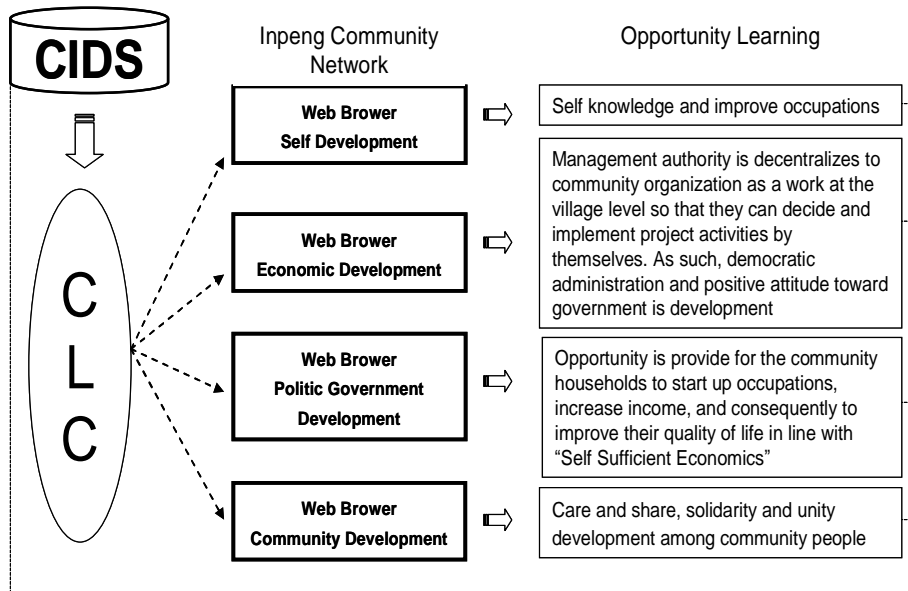 CIDS
Inpeng Community
Network
Opportunity Learning
C
L
C
Web Brower
Self Development
Self knowledge and improve occupations
Web Brower
Economic Development
Management authority is decentralizes to
community organization as a work at the
village level so that they can decide and
implement project activities by
themselves. As such, democratic
administration and positive attitude toward
government is development
Web Brower
Politic Government
Development
Opportunity is provide for the community
households to start up occupations,
increase income, and consequently to
improve their quality of life in line with
“Self Sufficient Economics”
Web Brower
Community Development
Care and share, solidarity and unity
development among community people